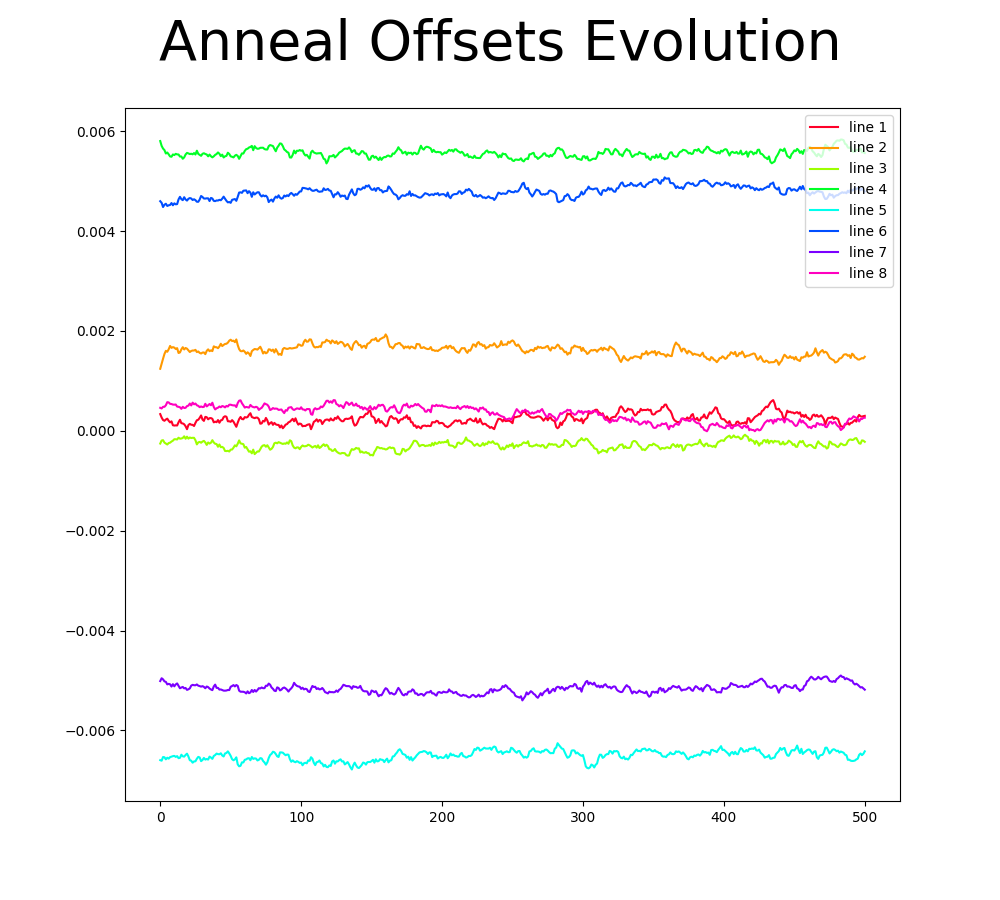 Anneal Offsets Evolution
0.006
0.004
0.002
0.000
−0.002
−0.004
−0.006
0 100 200 300 400 500
line 1
line 2
line 3
line 4
line 5
line 6
line 7
line 8